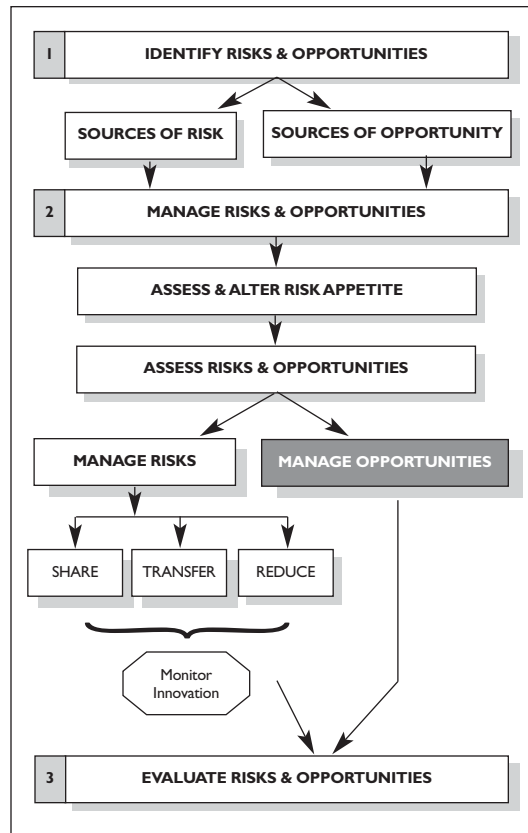 1 IDENTIFY RISKS & OPPORTUNITIES
SOURCES OF RISK
SOURCES OF OPPORTUNITY
2 MANAGE RISKS & OPPORTUNITIES
ASSESS & ALTER RISK APPETITE
ASSESS RISKS & OPPORTUNITIES
MANAGE RISKS
MANAGE OPPORTUNITIES
SHARE
TRANSFER
REDUCE
Monitor
Innovation
3 EVALUATE RISKS & OPPORTUNITIES